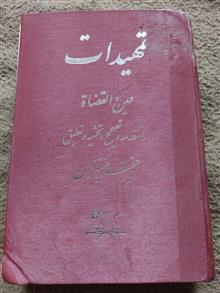 تمهیدات
عین القضاة
با مقدمه و تصحیح و تحشیه و تعلیق
عفیف عسیران